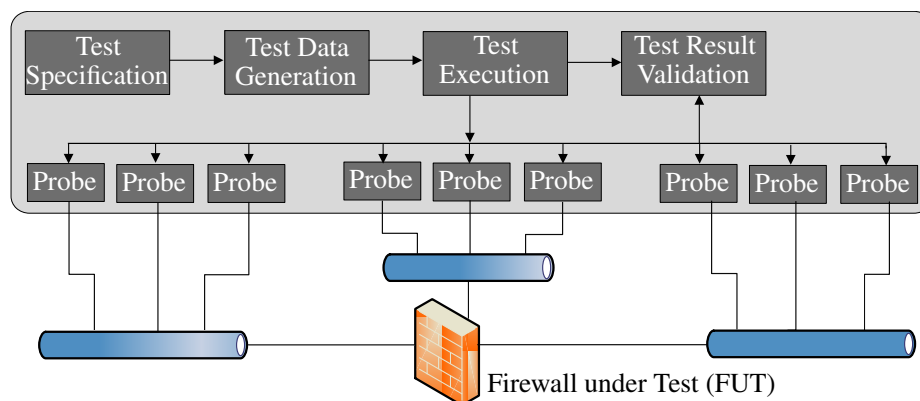 Test
Specification
Test Data
Generation
Test
Execution
Test Result
Validation
Probe
Probe
Probe
Probe
Probe
Probe
Probe
Probe
Probe
Firewall under Test (FUT)